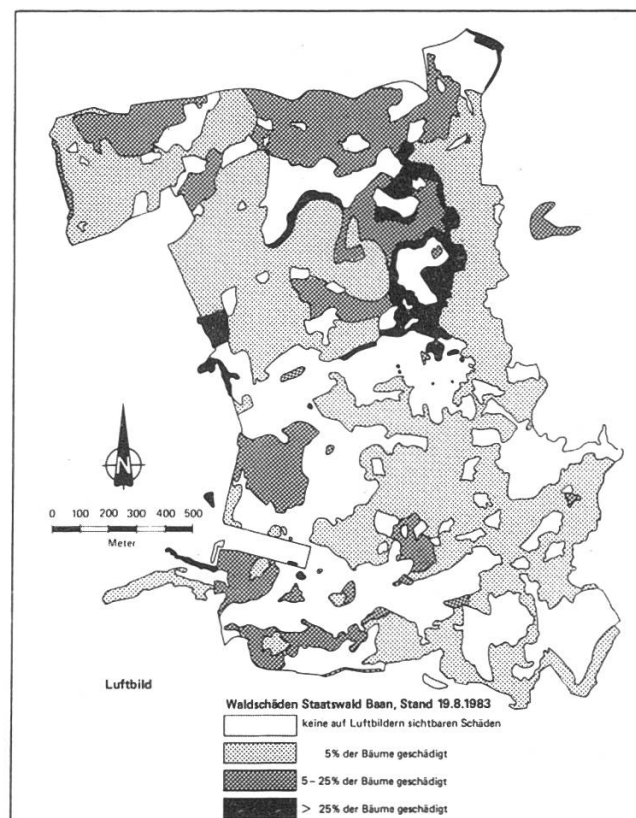 N
0 100 200 300 400 500
Meter
Luftbild
Waldschäden Staatswald Baan, Stand 19.8.1983
keine auf Luftbildern sichtbaren Schäden
5% der Bäume geschädigt
5–25% der Bäume geschädigt
> 25% der Bäume geschädigt